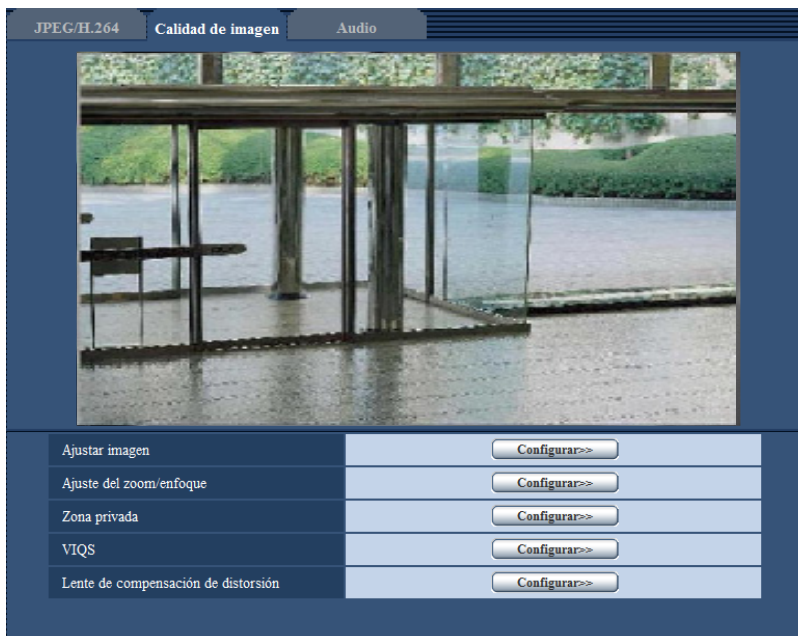 JPEG/H.264 Calidad de imagen Audio
Ajustar imagen Configurar>>
Ajuste del zoom/enfoque Configurar>>
Zona privada Configurar>>
VIQS Configurar>>
Lente de compensación de distorsión Configurar>>